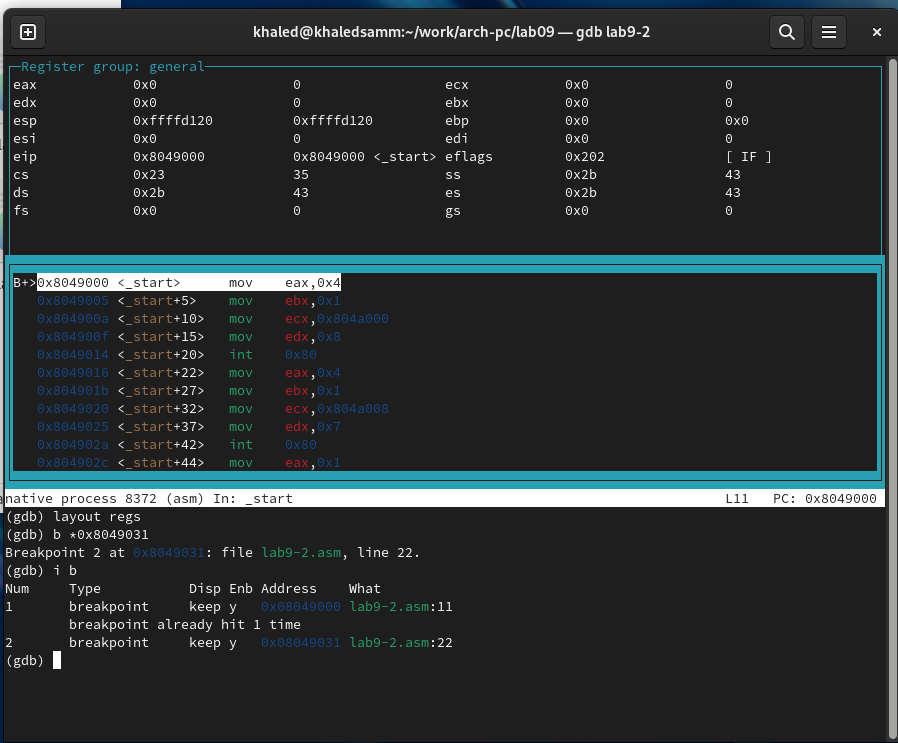 khaled@khaledsamm:~/work/arch-pc/lab09 — gdb lab9-2
Register group: general
eax 0x0 0 ecx 0x0 0
edx 0x0 0 ebx 0x0 0
esp 0xffffd120 0xffffd120 ebp 0x0 0x0
esi 0x0 0 edi 0x0 0
eip 0x8049000 0x8049000 <_start> eflags 0x202 [ IF ]
cs 0x23 35 ss 0x2b 43
ds 0x2b 43 es 0x2b 43
fs 0x0 0 gs 0x0 0
B+>0x8049000 <_start> mov eax,0x4
0x8049005 <_start+5> mov ebx,0x1
0x804900a <_start+10> mov ecx,0x804a000
0x804900f <_start+15> mov edx,0x8
0x8049014 <_start+20> int 0x80
0x8049016 <_start+22> mov eax,0x4
0x804901b <_start+27> mov ebx,0x1
0x8049020 <_start+32> mov ecx,0x804a008
0x8049025 <_start+37> mov edx,0x7
0x804902a <_start+42> int 0x80
0x804902c <_start+44> mov eax,0x1
native process 8372 (asm) In: _start L11 PC: 0x8049000
(gdb) layout regs
(gdb) b *0x8049031
Breakpoint 2 at 0x8049031: file lab9-2.asm, line 22.
(gdb) i b
Num Type Disp Enb Address What
1 breakpoint keep y 0x08049000 lab9-2.asm:11
breakpoint already hit 1 time
2 breakpoint keep y 0x08049031 lab9-2.asm:22
(gdb)